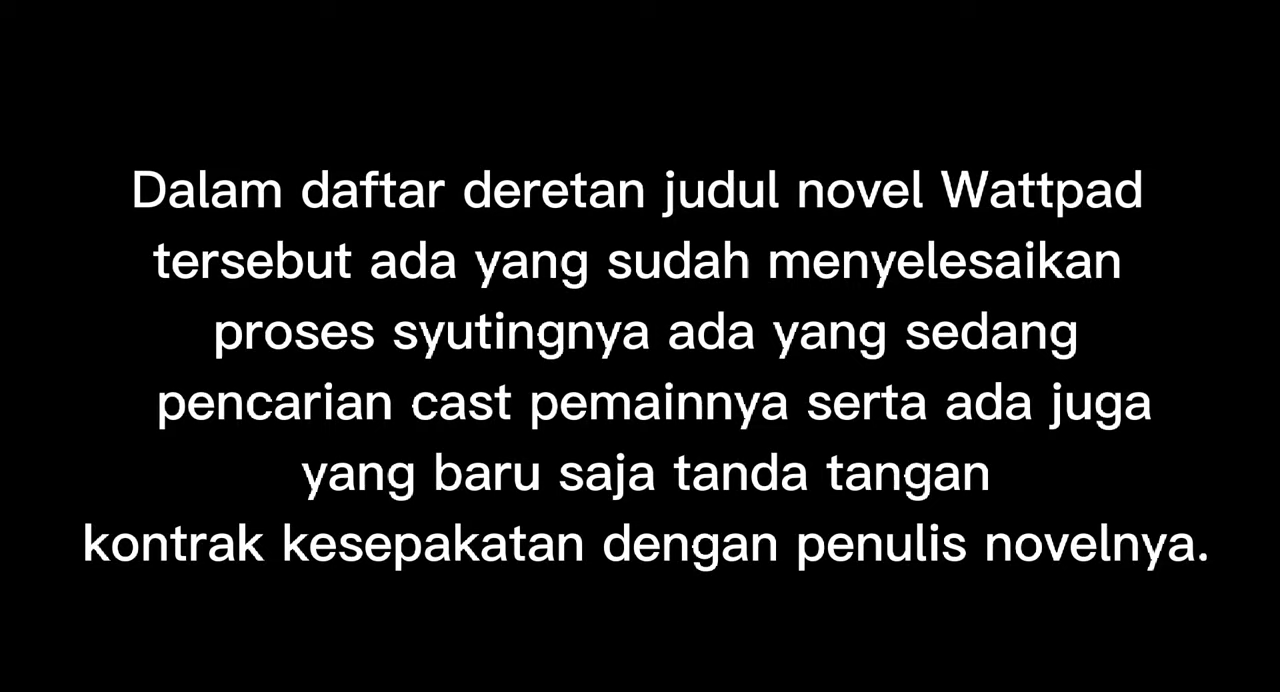 Dalam daftar deretan judul novel Wattpad
tersebut ada yang sudah menyelesaikan
proses syutingnya ada yang sedang
pencarian cast pemainnya serta ada juga
yang baru saja tanda tangan
kontrak kesepakatan dengan penulis novelnya.